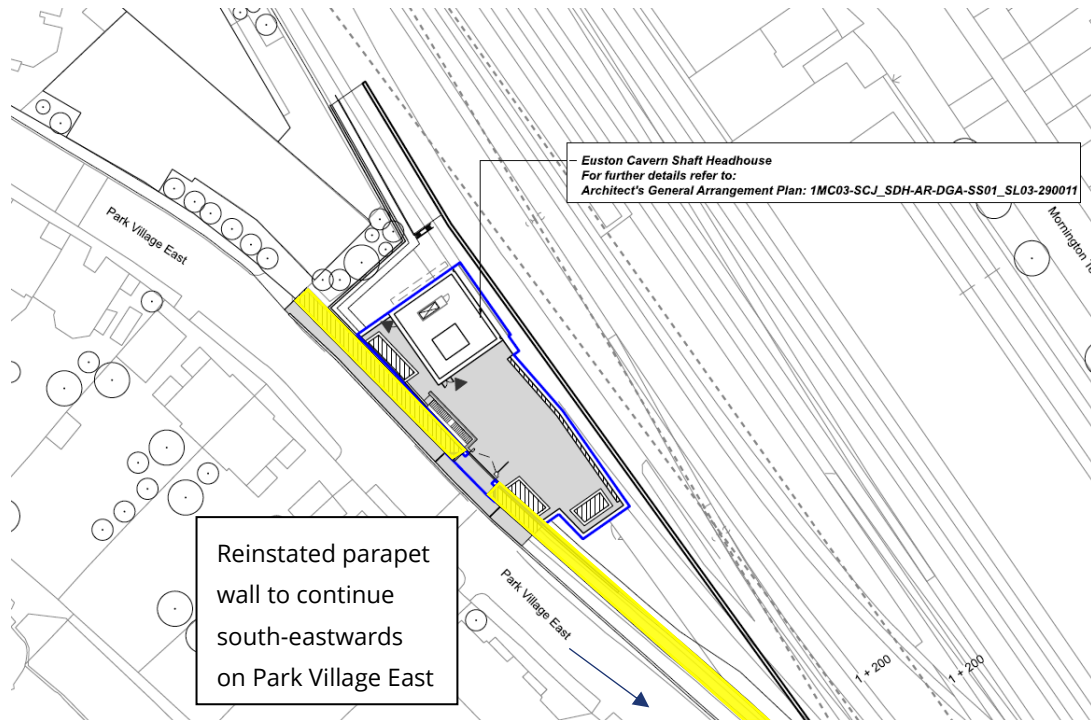 Euston Cavern Shaft Headhouse
For further details refer to:
Architect's General Arrangement Plan: 1MC03-SCJ_SDH-AR-DGA-SS01_SL03-290011
Park Village East
Mornington
Reinstated parapet
wall to continue
south-eastwards
on Park Village East
Park Village East
1 + 200
1 + 200